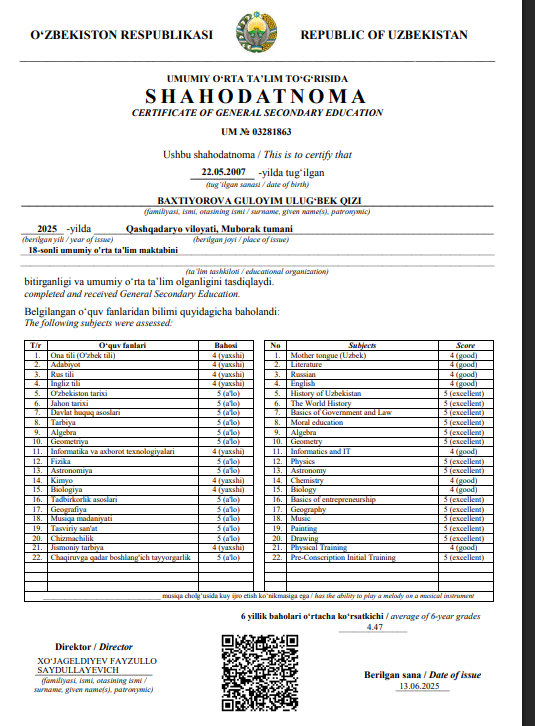 O‘ZBEKISTON RESPUBLIKASI
REPUBLIC OF UZBEKISTAN
UMUMIY O‘RTA TA’LIM TO‘G‘RISIDA
SHAHODATNOMA
CERTIFICATE OF GENERAL SECONDARY EDUCATION
UM № 03281863
Ushbu shahodatnoma / This is to certify that
22.05.2007 -yilda tug‘ilgan
(tug‘ilgan sanasi / date of birth)
BAXTIYOROVA GULOYIM ULUG‘BEK QIZI
(familiyasi, ismi, otasining ismi / surname, given name(s), patronymic)
2025 -yilda Qashqadaryo viloyati, Muborak tumani
(berilgan yili / year of issue) (berilgan joyi / place of issue)
18-sonli umumiy o'rta ta'lim maktabini
(ta’lim tashkiloti / educational organization)
bitirganligi va umumiy o‘rta ta’lim olganligini tasdiqlaydi.
completed and received General Secondary Education.
Belgilangan o‘quv fanlaridan bilimi quyidagicha baholandi:
The following subjects were assessed:
T/r O‘quv fanlari Bahosi No Subjects Score
1. Ona tili (O'zbek tili) 4 (yaxshi) 1. Mother tongue (Uzbek) 4 (good)
2. Adabiyot 4 (yaxshi) 2. Literature 4 (good)
3. Rus tili 4 (yaxshi) 3. Russian 4 (good)
4. Ingliz tili 4 (yaxshi) 4. English 4 (good)
5. O'zbekiston tarixi 5 (a'lo) 5. History of Uzbekistan 5 (excellent)
6. Jahon tarixi 5 (a'lo) 6. The World History 5 (excellent)
7. Davlat huquq asoslari 5 (a'lo) 7. Basics of Government and Law 5 (excellent)
8. Tarbiya 5 (a'lo) 8. Moral education 5 (excellent)
9. Algebra 5 (a'lo) 9. Algebra 5 (excellent)
10. Geometriya 5 (a'lo) 10. Geometry 5 (excellent)
11. Informatika va axborot texnologiyalari 4 (yaxshi) 11. Informatics and IT 4 (good)
12. Fizika 5 (a'lo) 12. Physics 5 (excellent)
13. Astronomiya 5 (a'lo) 13. Astronomy 5 (excellent)
14. Kimyo 4 (yaxshi) 14. Chemistry 4 (good)
15. Biologiya 4 (yaxshi) 15. Biology 4 (good)
16. Tadbirkorlik asoslari 5 (a'lo) 16. Basics of entrepreneurship 5 (excellent)
17. Geografiya 5 (a'lo) 17. Geography 5 (excellent)
18. Musiqa madaniyati 5 (a'lo) 18. Music 5 (excellent)
19. Tasviriy san'at 5 (a'lo) 19. Painting 5 (excellent)
20. Chizmachilik 5 (a'lo) 20. Drawing 5 (excellent)
21. Jismoniy tarbiya 4 (yaxshi) 21. Physical Training 4 (good)
22. Chaqiruvga qadar boshlang'ich tayyorgarlik 5 (a'lo) 22. Pre-Conscription Initial Training 5 (excellent)
musiqa cholg‘usida kuy ijro etish ko‘nikmasiga ega / has the ability to play a melody on a musical instrument
6 yillik baholari o‘rtacha ko‘rsatkichi / average of 6-year grades
4.47
Direktor / Director
XO‘JAGELDIYEV FAYZULLO
SAYDULLAYEVICH
(familiyasi, ismi, otasining ismi /
surname, given name(s), patronymic)
Berilgan sana / Date of issue
13.06.2025